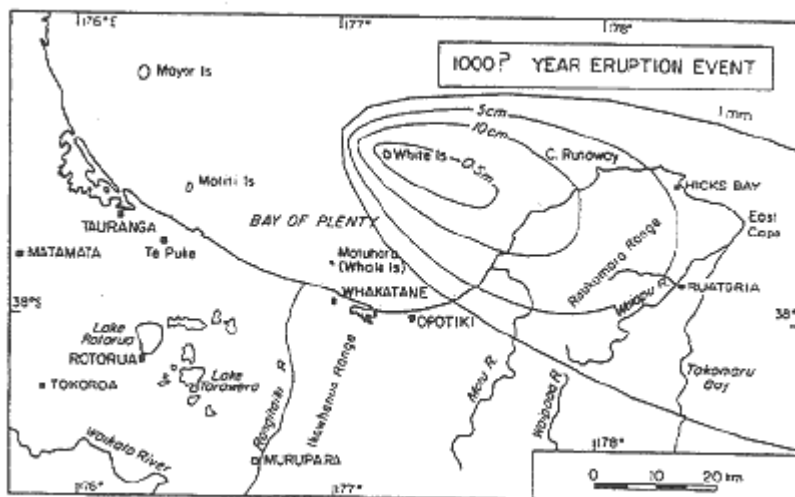 176°E
177°
178°
1000? YEAR ERUPTION EVENT
Mayor Is
5cm
1mm
10cm
White Is
0.5m
C. Runaway
Motiti Is
HICKS BAY
TAURANGA
BAY OF PLENTY
East
Cape
MATAMATA
Te Puke
Motuhora
(Whale Is)
Raukumara Range
WHAKATANE
Waiapu R.
RUATORIA
38°S
38°
OPOTIKI
Lake
Rotorua
ROTORUA
Lake
Tarawera
TOKOROA
Rangitaiki R
Ikawhenua Range
Motu R.
Waipaoa R.
Waikato River
MURUPARA
178°
176°
177°
0 10 20 km